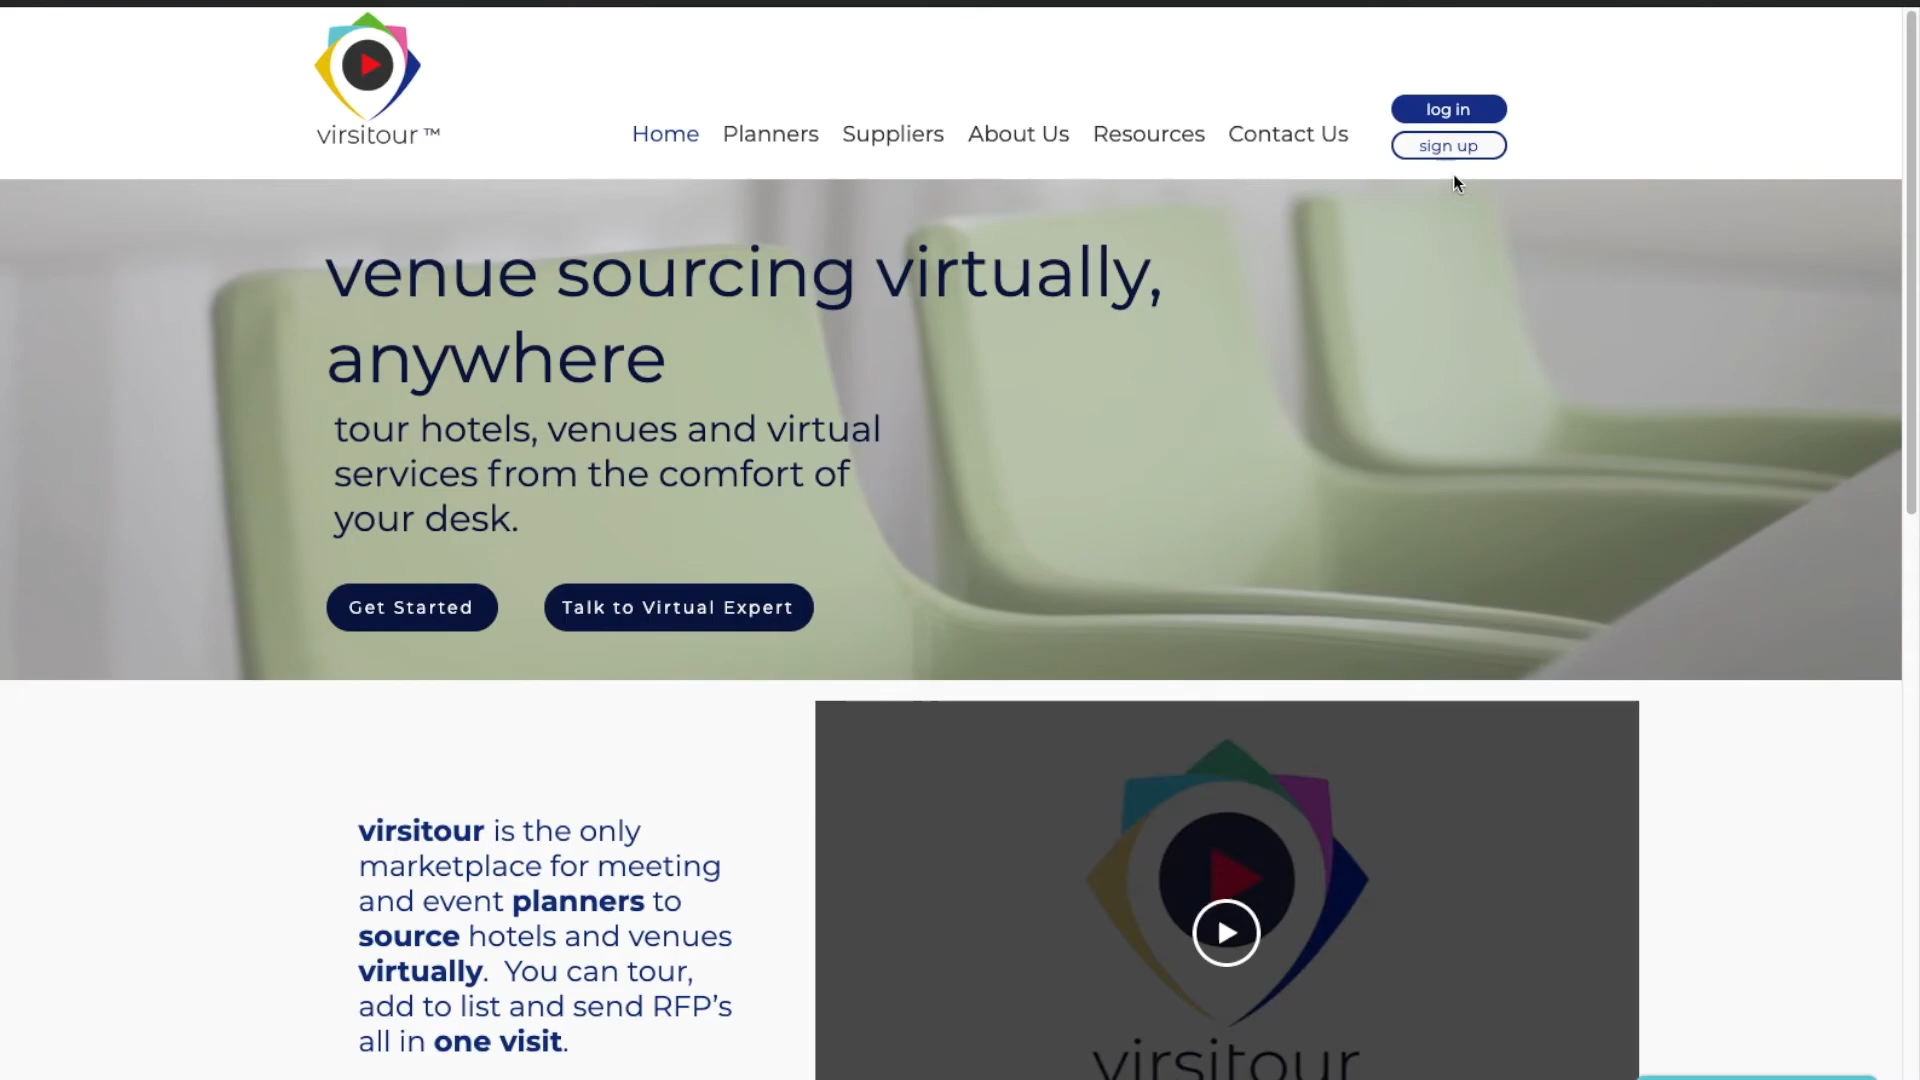 virsitour ™
Home Planners Suppliers About Us Resources Contact Us
log in
sign up
venue sourcing virtually,
anywhere
tour hotels, venues and virtual
services from the comfort of
your desk.
Get Started Talk to Virtual Expert
virsitour is the only
marketplace for meeting
and event planners to
source hotels and venues
virtually. You can tour,
add to list and send RFP’s
all in one visit.
virsitour